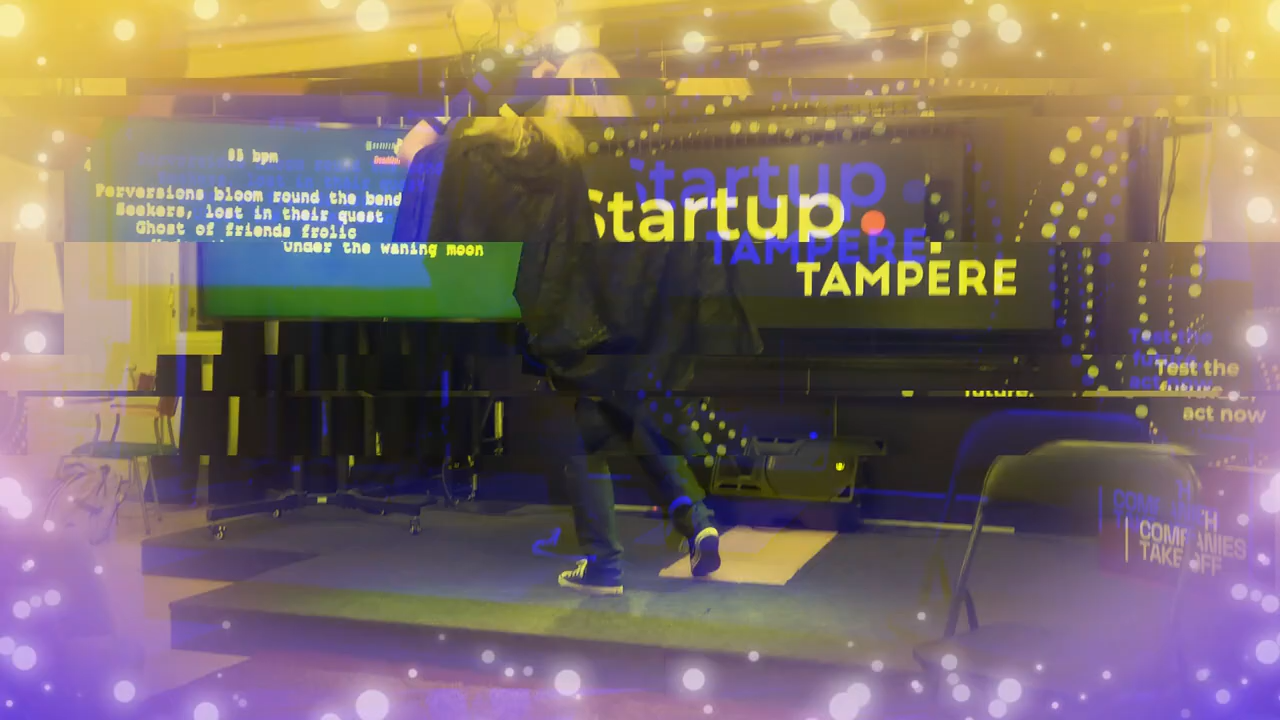 85 bpm
Perversions bloom round the bend
Seekers, lost in their quest
Ghost of friends frolic
Under the waning moon
Startup
TAMPERE
Test the
future
act now
COMPANIES
TAKE OFF